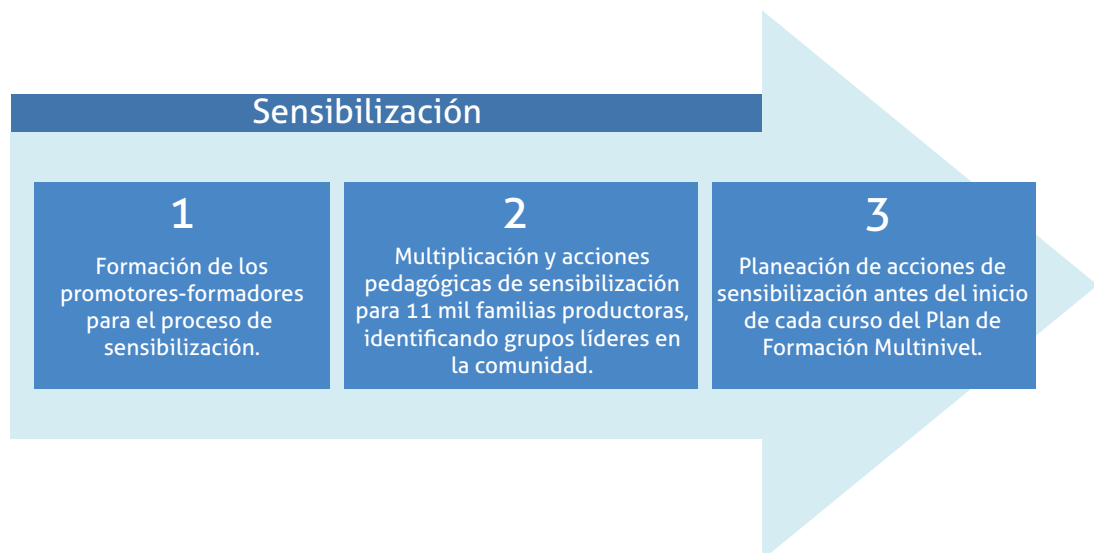 Sensibilización
1
Formación de los
promotores-formadores
para el proceso de
sensibilización.
2
Multiplicación y acciones
pedagógicas de sensibilización
para 11 mil familias productoras,
identificando grupos líderes en
la comunidad.
3
Planeación de acciones de
sensibilización antes del inicio
de cada curso del Plan de
Formación Multinivel.